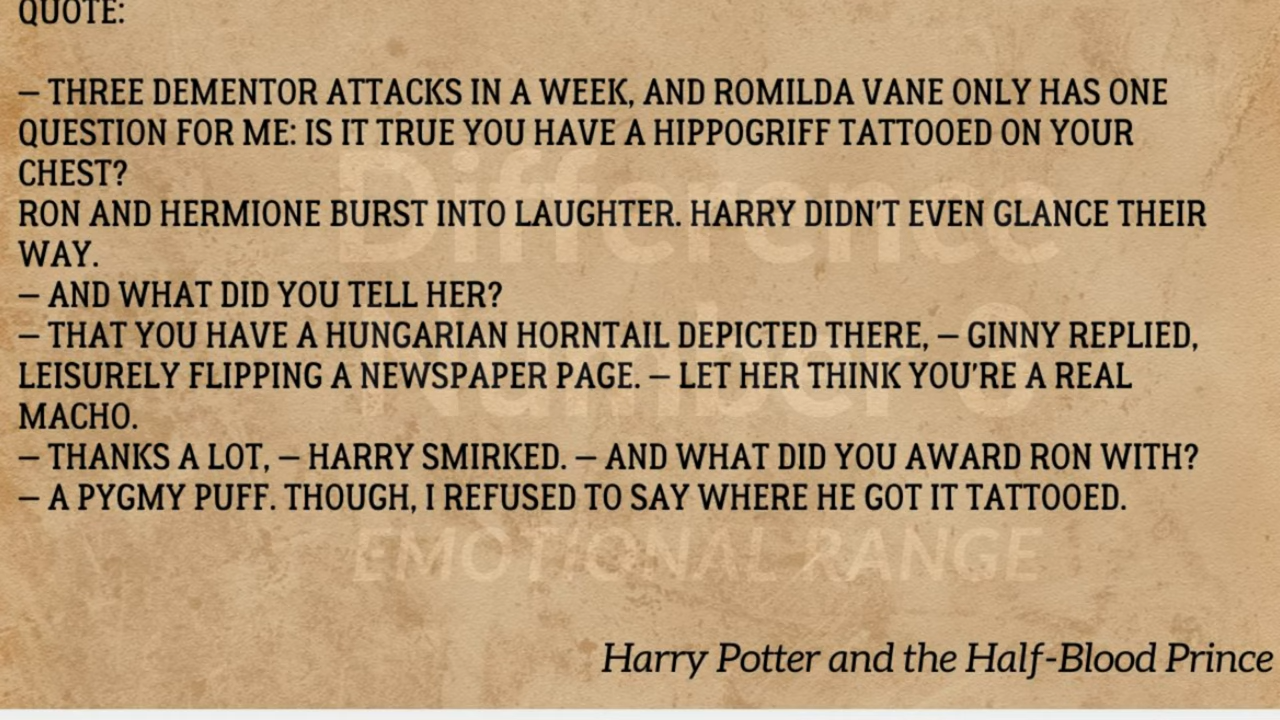 QUOTE:
– THREE DEMENTOR ATTACKS IN A WEEK, AND ROMILDA VANE ONLY HAS ONE
QUESTION FOR ME: IS IT TRUE YOU HAVE A HIPPOGRIFF TATTOOED ON YOUR
CHEST?
RON AND HERMIONE BURST INTO LAUGHTER. HARRY DIDN'T EVEN GLANCE THEIR
WAY.
– AND WHAT DID YOU TELL HER?
– THAT YOU HAVE A HUNGARIAN HORNTAIL DEPICTED THERE, – GINNY REPLIED,
LEISURELY FLIPPING A NEWSPAPER PAGE. – LET HER THINK YOU'RE A REAL
MACHO.
– THANKS A LOT, – HARRY SMIRKED. – AND WHAT DID YOU AWARD RON WITH?
– A PYGMY PUFF. THOUGH, I REFUSED TO SAY WHERE HE GOT IT TATTOOED.
Difference
Number 8
EMOTIONAL RANGE
Harry Potter and the Half-Blood Prince